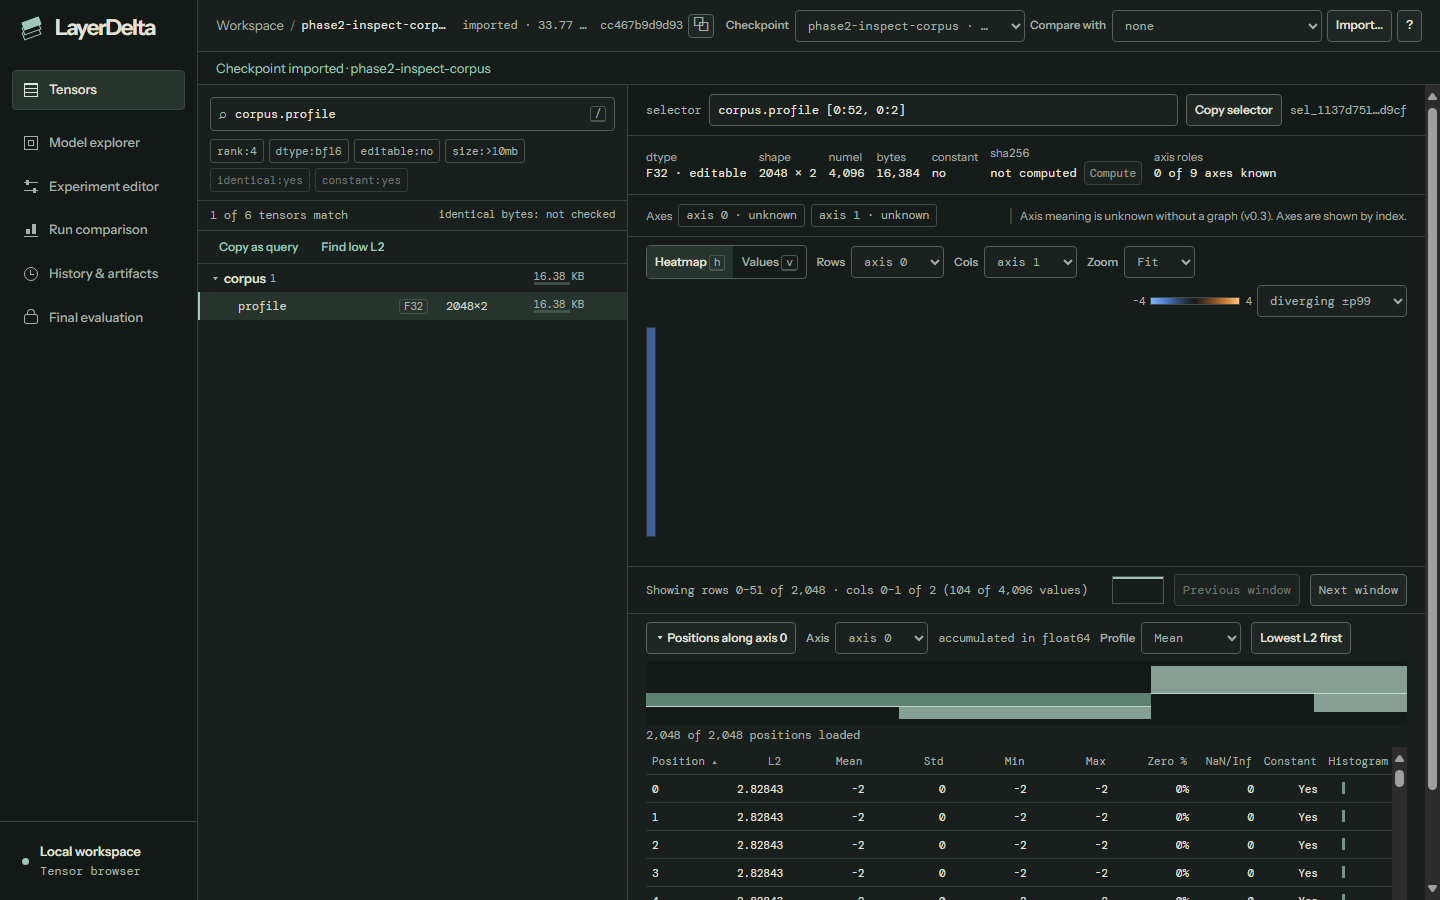 LayerDelta
Tensors
Model explorer
Experiment editor
Run comparison
History & artifacts
Final evaluation
Local workspace
Tensor browser
Workspace / phase2-inspect-corp… imported · 33.77 … cc467b9d9d93 Checkpoint phase2-inspect-corpus · … Compare with none Import… ?
Checkpoint imported · phase2-inspect-corpus
corpus.profile /
rank:4 dtype:bf16 editable:no size:>10mb
identical:yes constant:yes
1 of 6 tensors match identical bytes: not checked
Copy as query Find low L2
corpus 1 16.38 KB
profile F32 2048×2 16.38 KB
selector corpus.profile [0:52, 0:2] Copy selector sel_1137d751…d9cf
dtype shape numel bytes constant sha256 axis roles
F32 · editable 2048 × 2 4,096 16,384 no not computed Compute 0 of 9 axes known
Axes axis 0 · unknown axis 1 · unknown Axis meaning is unknown without a graph (v0.3). Axes are shown by index.
Heatmap h Values v Rows axis 0 Cols axis 1 Zoom Fit
-4 4 diverging ±p99
Showing rows 0–51 of 2,048 · cols 0–1 of 2 (104 of 4,096 values) Previous window Next window
Positions along axis 0 Axis axis 0 accumulated in float64 Profile Mean Lowest L2 first
2,048 of 2,048 positions loaded
Position L2 Mean Std Min Max Zero % NaN/Inf Constant Histogram
0 2.82843 -2 0 -2 -2 0% 0 Yes
1 2.82843 -2 0 -2 -2 0% 0 Yes
2 2.82843 -2 0 -2 -2 0% 0 Yes
3 2.82843 -2 0 -2 -2 0% 0 Yes